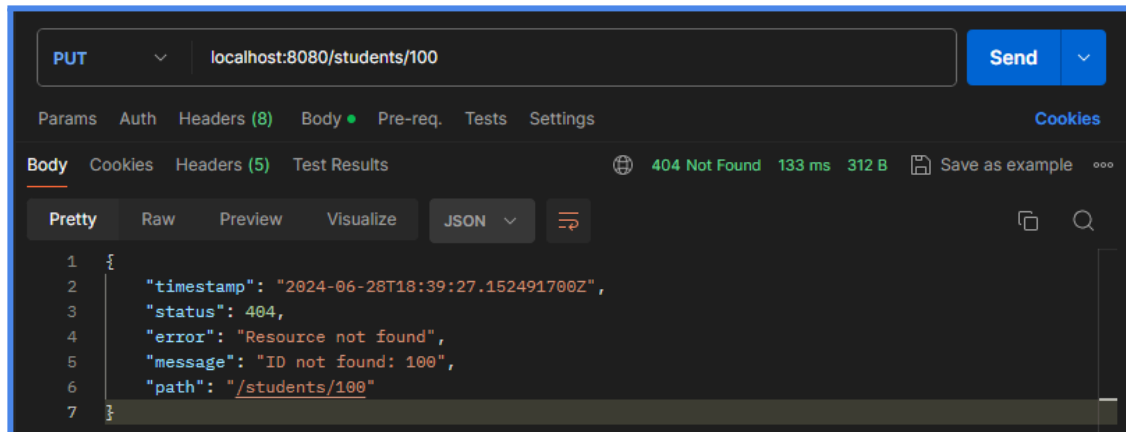 PUT localhost:8080/students/100 Send
Params Auth Headers (8) Body Pre-req. Tests Settings Cookies
Body Cookies Headers (5) Test Results 404 Not Found 133 ms 312 B Save as example
Pretty Raw Preview Visualize JSON
1 {
2 "timestamp": "2024-06-28T18:39:27.152491700Z",
3 "status": 404,
4 "error": "Resource not found",
5 "message": "ID not found: 100",
6 "path": "/students/100"
7 }